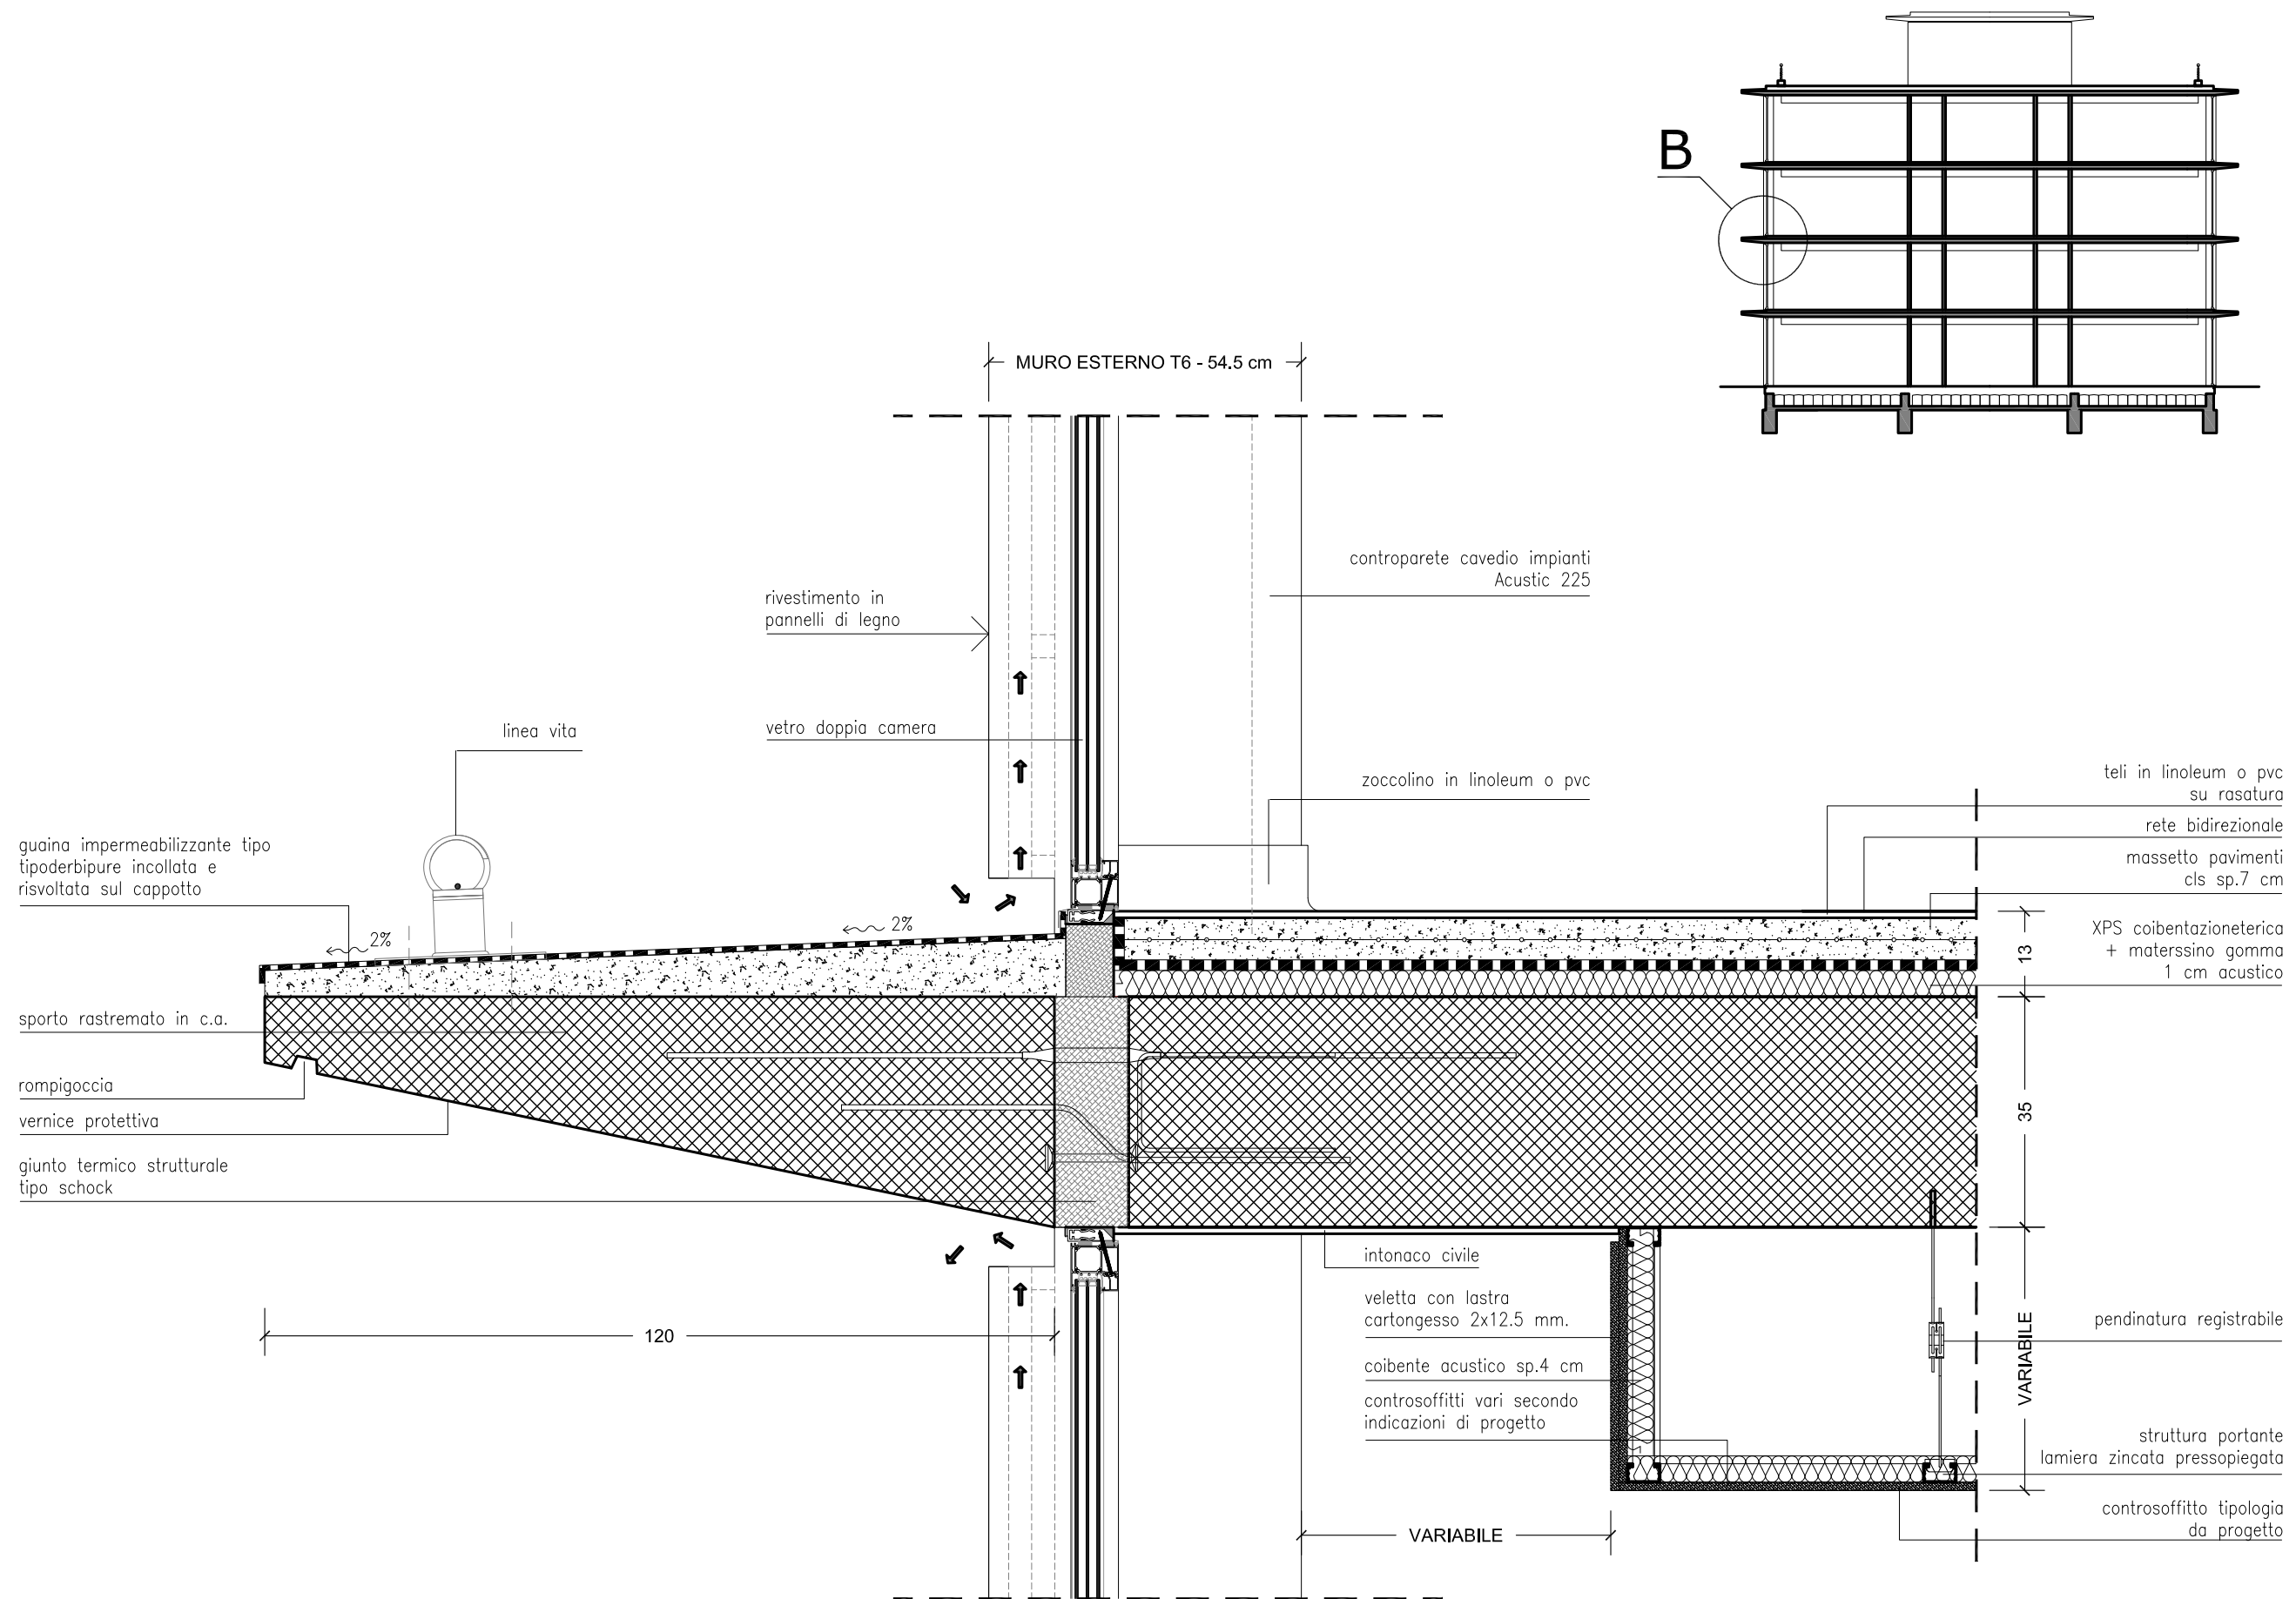 B
MURO ESTERNO T6 - 54.5 cm
controparete cavedio impianti
Acustic 225
rivestimento in
pannelli di legno
linea vita
vetro doppia camera
zoccolino in linoleum o pvc
teli in linoleum o pvc
su rasatura
rete bidirezionale
massetto pavimenti
cls sp.7 cm
guaina impermeabilizzante tipo
tipoderbipure incollata e
risvoltata sul cappotto
2%
2%
XPS coibentazioneterica
+ materssino gomma
1 cm acustico
13
sporto rastremato in c.a.
rompigoccia
vernice protettiva
35
giunto termico strutturale
tipo schock
intonaco civile
veletta con lastra
cartongesso 2x12.5 mm.
120
pendinatura registrabile
VARIABILE
coibente acustico sp.4 cm
controsoffitti vari secondo
indicazioni di progetto
struttura portante
lamiera zincata pressopiegata
controsoffitto tipologia
da progetto
VARIABILE